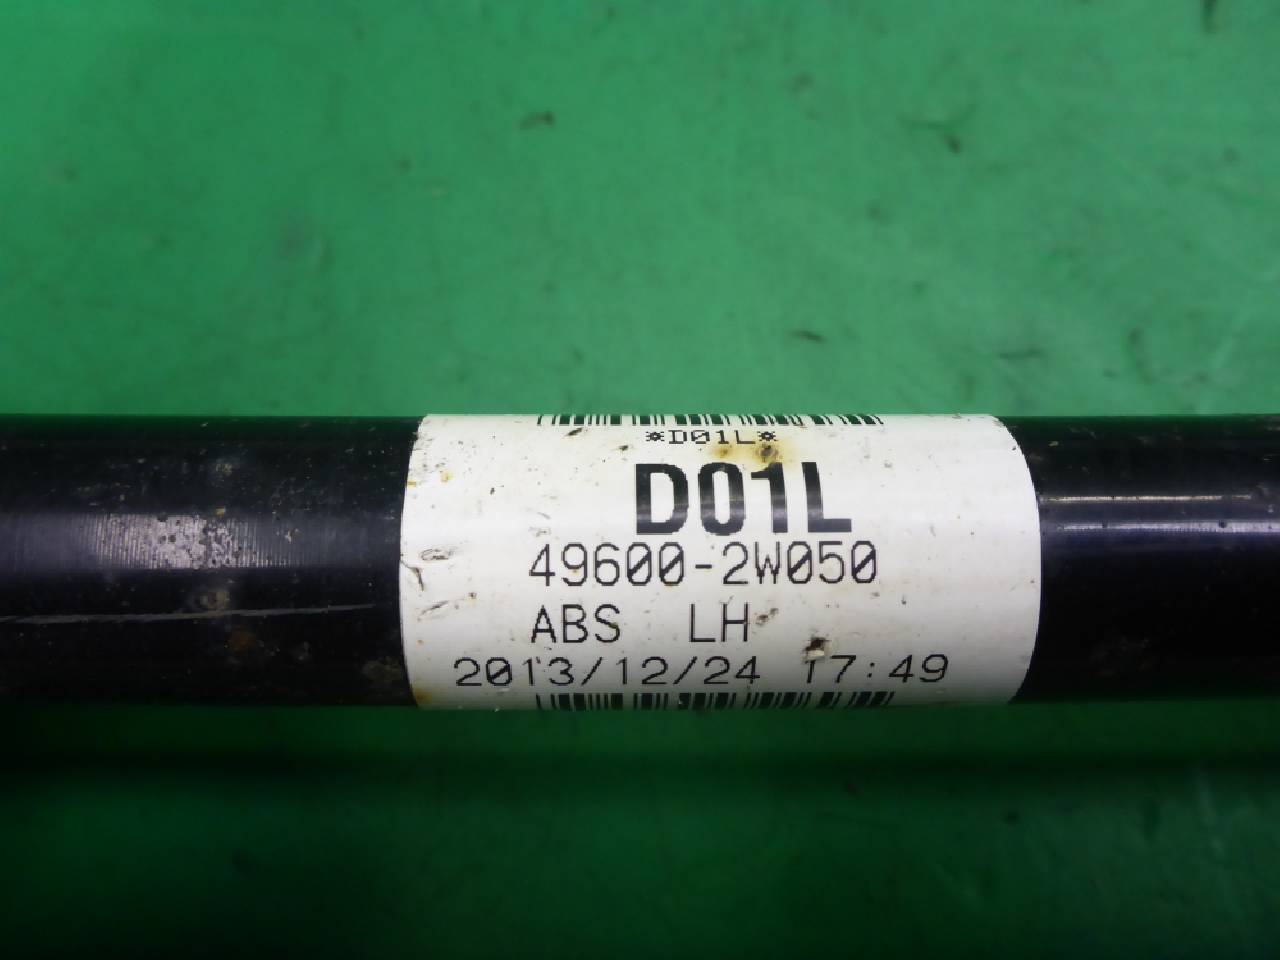 *D01L*
D01L
49600-2W050
ABS LH
2013/12/24 17:49